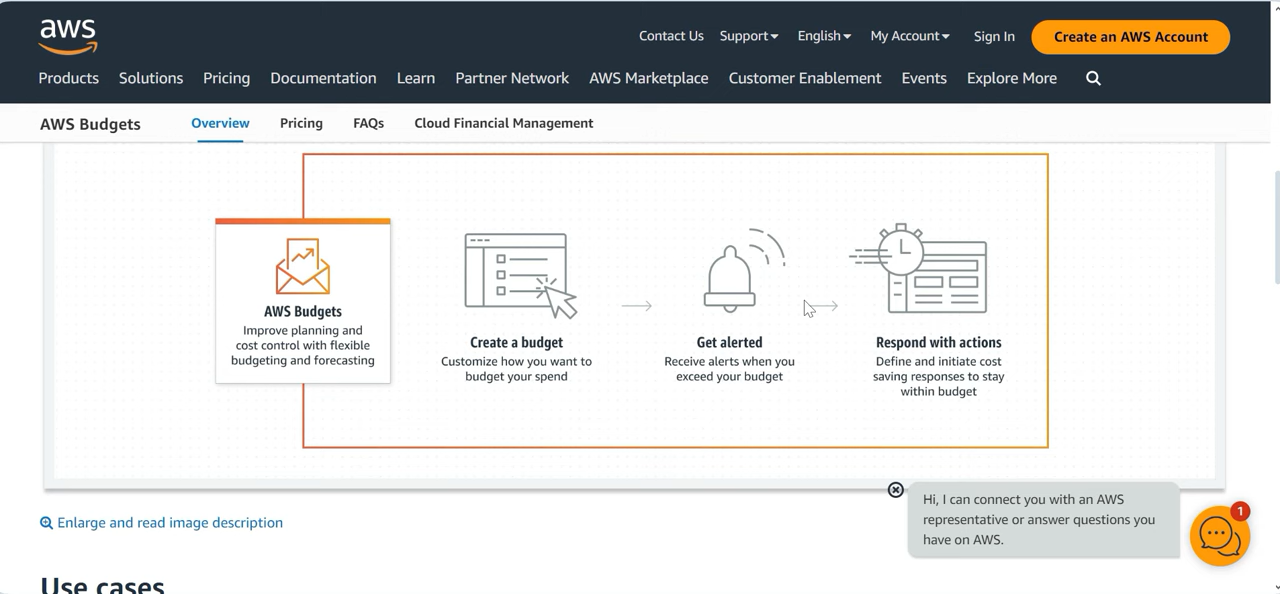 aws
Contact Us Support English My Account Sign In Create an AWS Account
Products Solutions Pricing Documentation Learn Partner Network AWS Marketplace Customer Enablement Events Explore More
AWS Budgets Overview Pricing FAQs Cloud Financial Management
AWS Budgets
Improve planning and
cost control with flexible
budgeting and forecasting
Create a budget
Customize how you want to
budget your spend
Get alerted
Receive alerts when you
exceed your budget
Respond with actions
Define and initiate cost
saving responses to stay
within budget
Hi, I can connect you with an AWS
representative or answer questions you
have on AWS.
1
Enlarge and read image description
Use cases